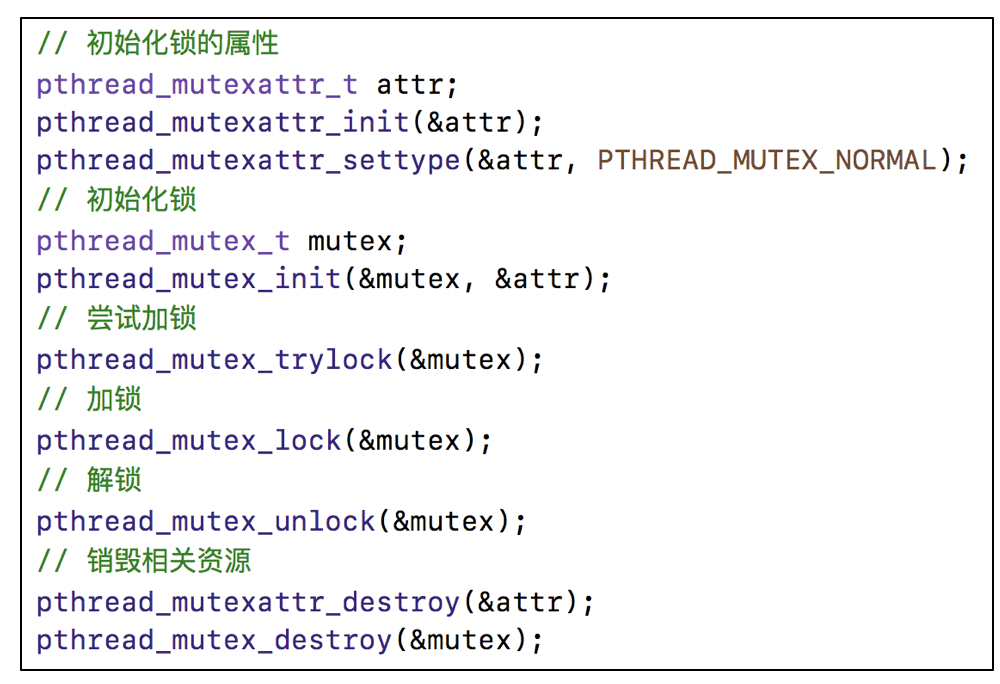 // 初始化锁的属性
pthread_mutexattr_t attr;
pthread_mutexattr_init(&attr);
pthread_mutexattr_settype(&attr, PTHREAD_MUTEX_NORMAL);
// 初始化锁
pthread_mutex_t mutex;
pthread_mutex_init(&mutex, &attr);
// 尝试加锁
pthread_mutex_trylock(&mutex);
// 加锁
pthread_mutex_lock(&mutex);
// 解锁
pthread_mutex_unlock(&mutex);
// 销毁相关资源
pthread_mutexattr_destroy(&attr);
pthread_mutex_destroy(&mutex);